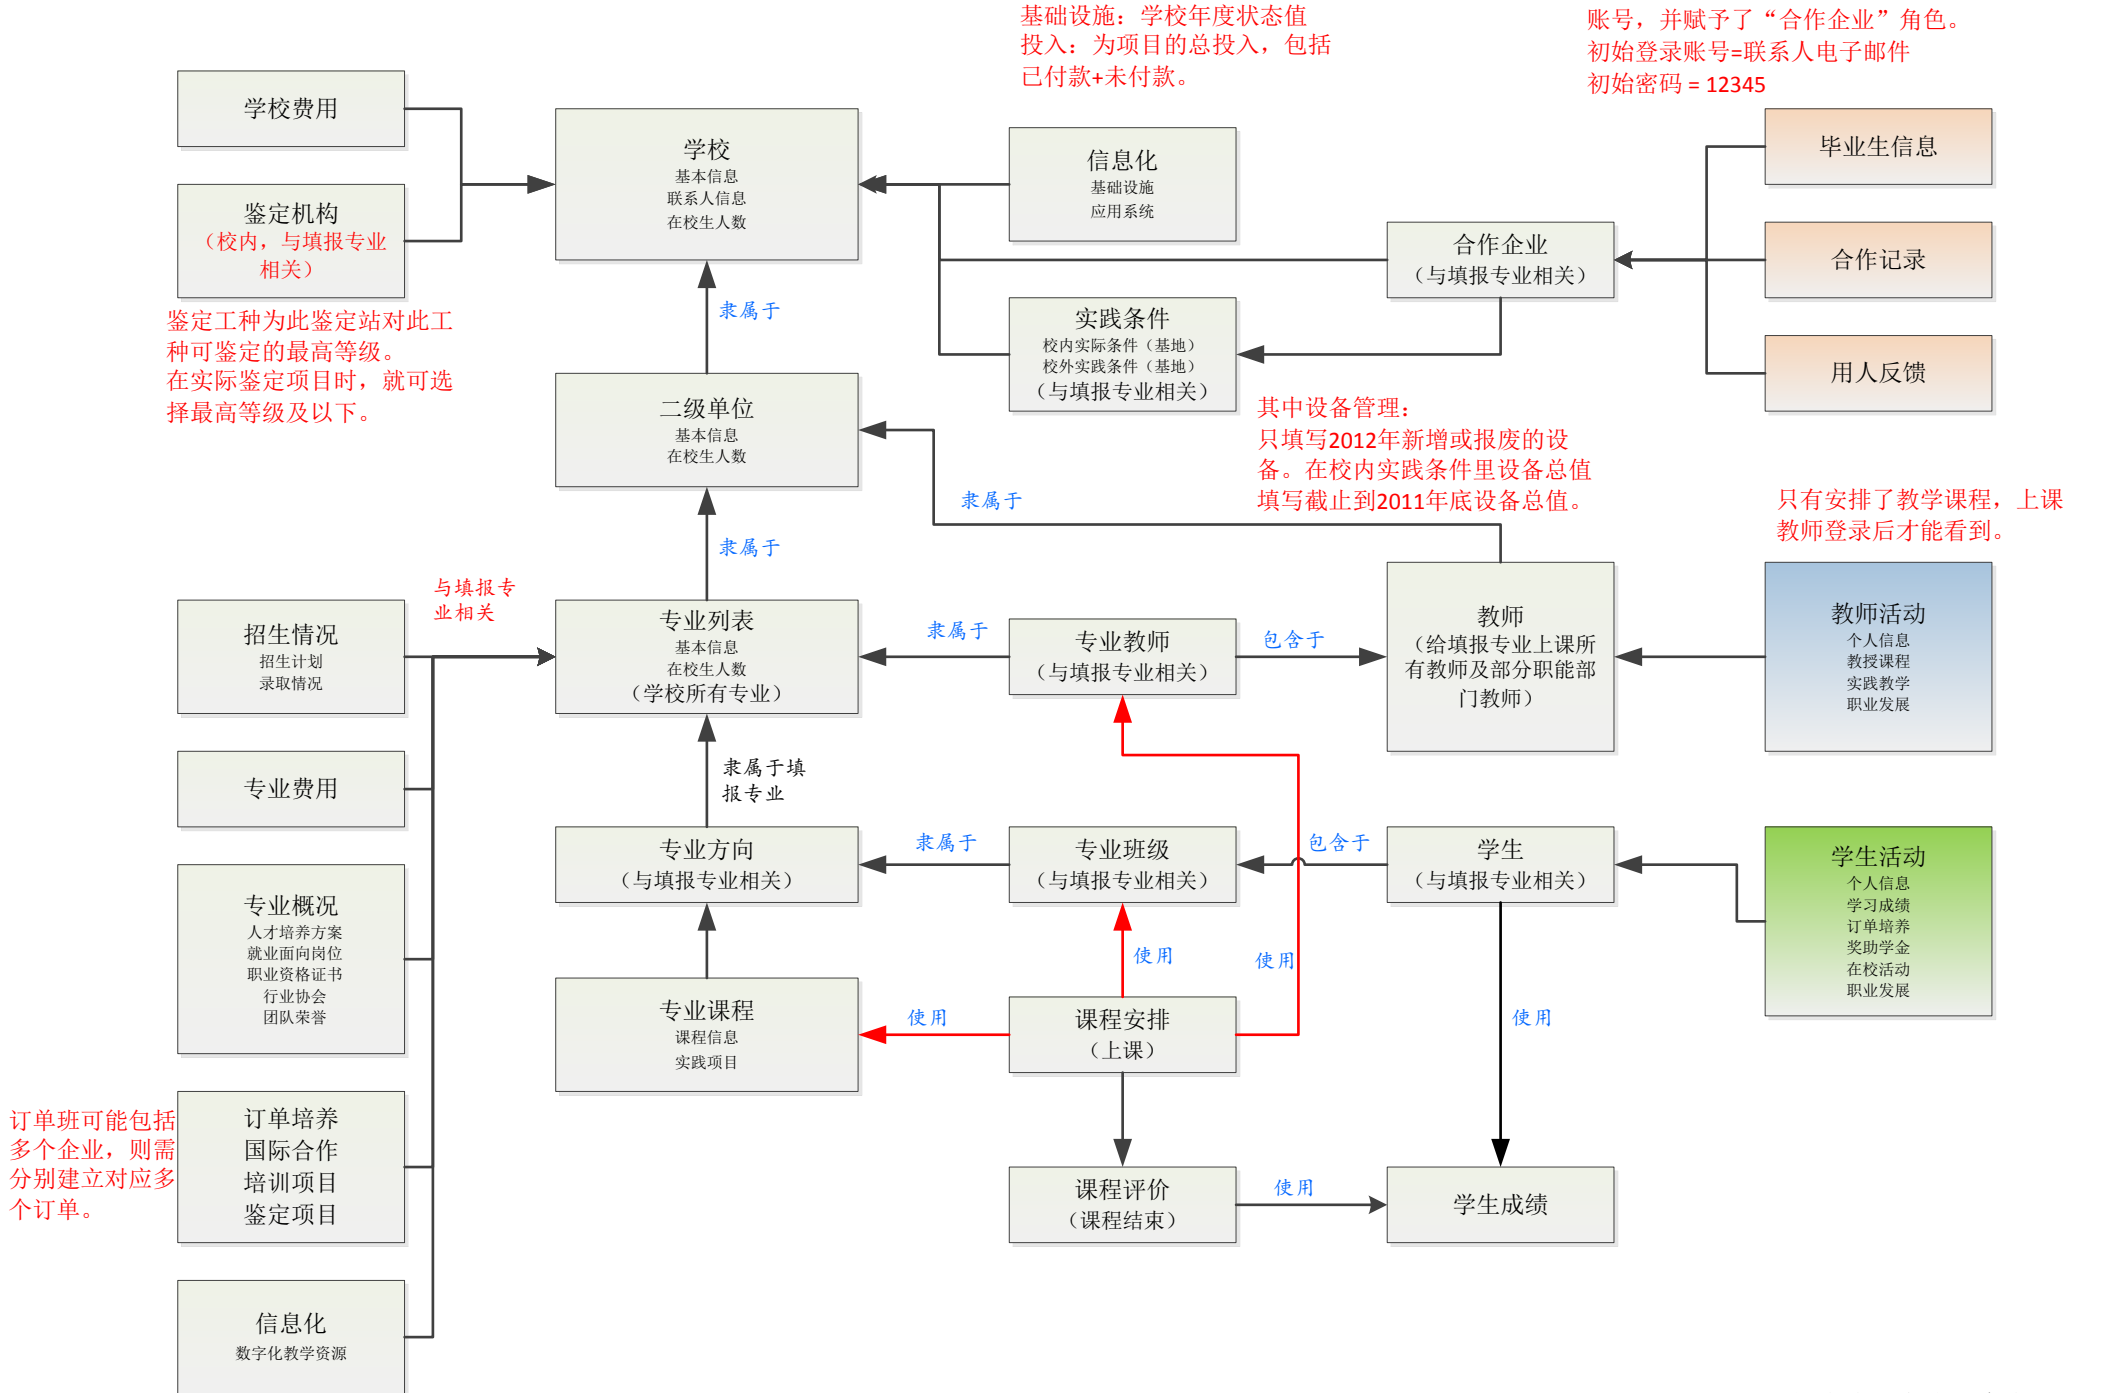 基础设施：学校年度状态值
投入：为项目的总投入，包括
已付款+未付款。
账号，并赋予了“合作企业”角色。
初始登录账号=联系人电子邮件
初始密码 = 12345
学校费用
鉴定机构
（校内，与填报专业
相关）
鉴定工种为此鉴定站对此工
种可鉴定的最高等级。
在实际鉴定项目时，就可选
择最高等级及以下。
学校
基本信息
联系人信息
在校生人数
信息化
基础设施
应用系统
合作企业
（与填报专业相关）
毕业生信息
合作记录
用人反馈
隶属于
实践条件
校内实际条件（基地）
校外实践条件（基地）
（与填报专业相关）
二级单位
基本信息
在校生人数
其中设备管理：
只填写2012年新增或报废的设
备。在校内实践条件里设备总值
填写截止到2011年底设备总值。
隶属于
隶属于
只有安排了教学课程，上课
教师登录后才能看到。
与填报专
业相关
招生情况
招生计划
录取情况
专业列表
基本信息
在校生人数
（学校所有专业）
隶属于
专业教师
（与填报专业相关）
包含于
教师
（给填报专业上课所
有教师及部分职能部
门教师）
教师活动
个人信息
教授课程
实践教学
职业发展
专业费用
隶属于填
报专业
专业方向
（与填报专业相关）
隶属于
专业班级
（与填报专业相关）
包含于
学生
（与填报专业相关）
学生活动
个人信息
学习成绩
订单培养
奖助学金
在校活动
职业发展
专业概况
人才培养方案
就业面向岗位
职业资格证书
行业协会
团队荣誉
使用
使用
专业课程
课程信息
实践项目
使用
课程安排
（上课）
使用
订单班可能包括
多个企业，则需
分别建立对应多
个订单。
订单培养
国际合作
培训项目
鉴定项目
课程评价
（课程结束）
使用
学生成绩
信息化
数字化教学资源